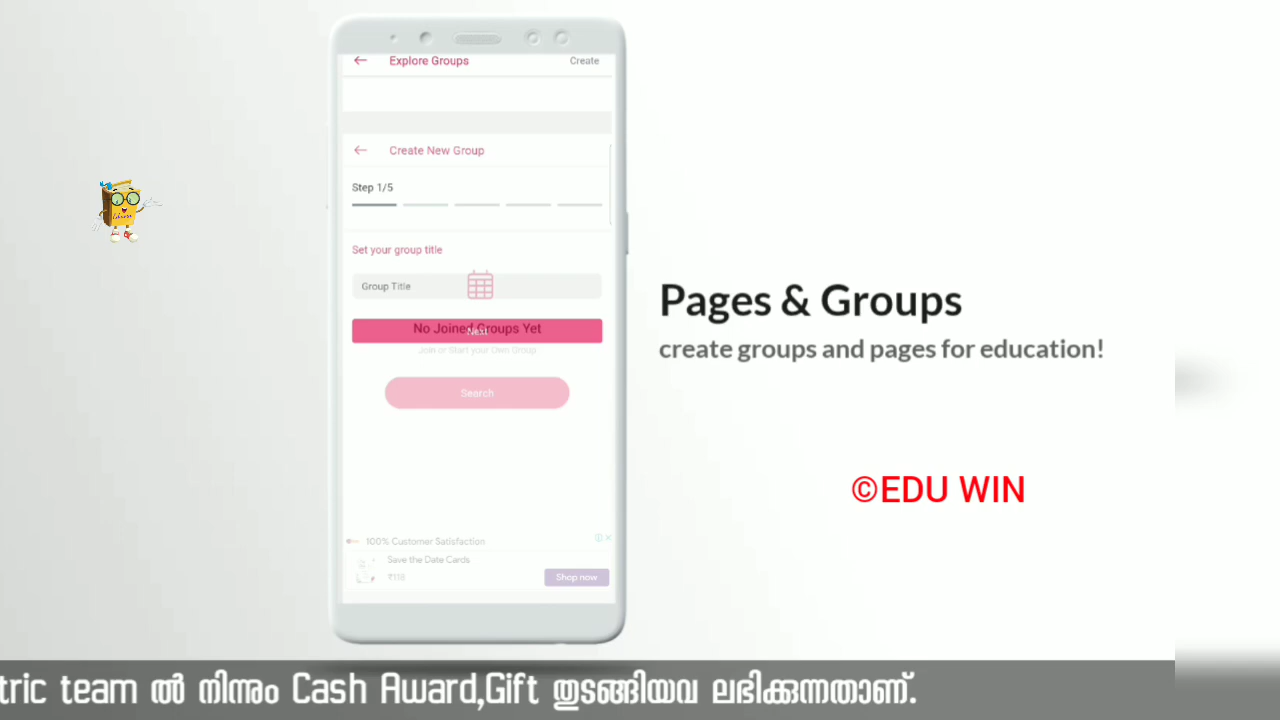 Explore Groups
Create
Create New Group
Step 1/5
Set your group title
Group Title
No Joined Groups Yet
Next
Join or Start your Own Group
Search
100% Customer Satisfaction
Save the Date Cards
₹118
Shop now
Pages & Groups
create groups and pages for education!
©EDU WIN
tric team ൽ നിന്നും Cash Award,Gift തുടങ്ങിയവ ലഭിക്കുന്നതാണ്.